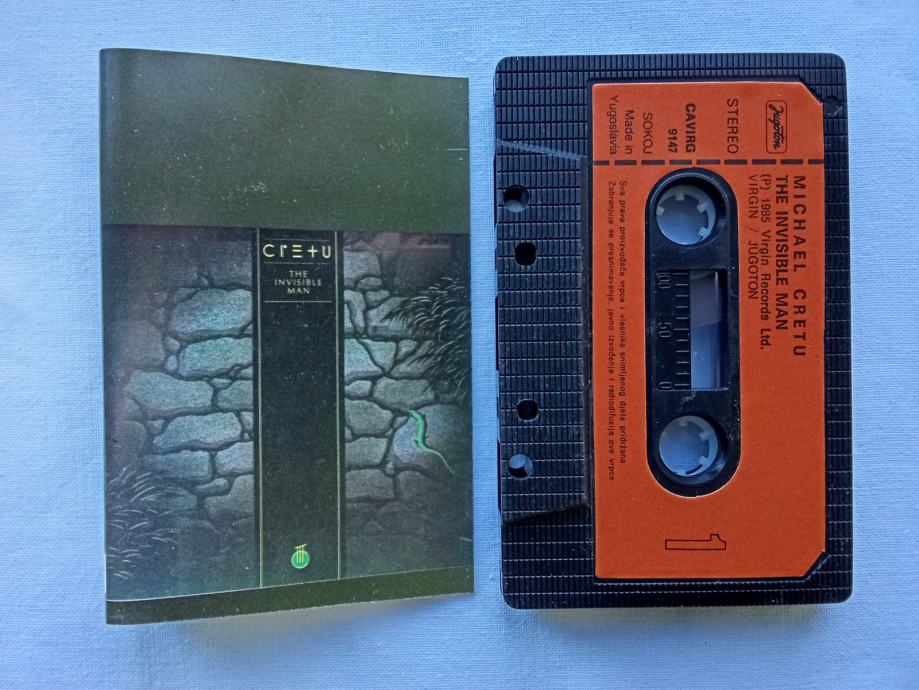 CRETU
THE
INVISIBLE
MAN
Jugoton
STEREO
CAVIRG
9147
SOKOJ
Made in
Yugoslavia
MICHAEL CRETU
THE INVISIBLE MAN
(P) 1985 Virgin Records Ltd.
VIRGIN / JUGOTON
100 50 0
Sva prava proizvođača vrpca i vlasnika snimljenog djela pridržana
Zabranjuje se presnimavanje javno izvođenje i radiodifuzija ove vrpce
1